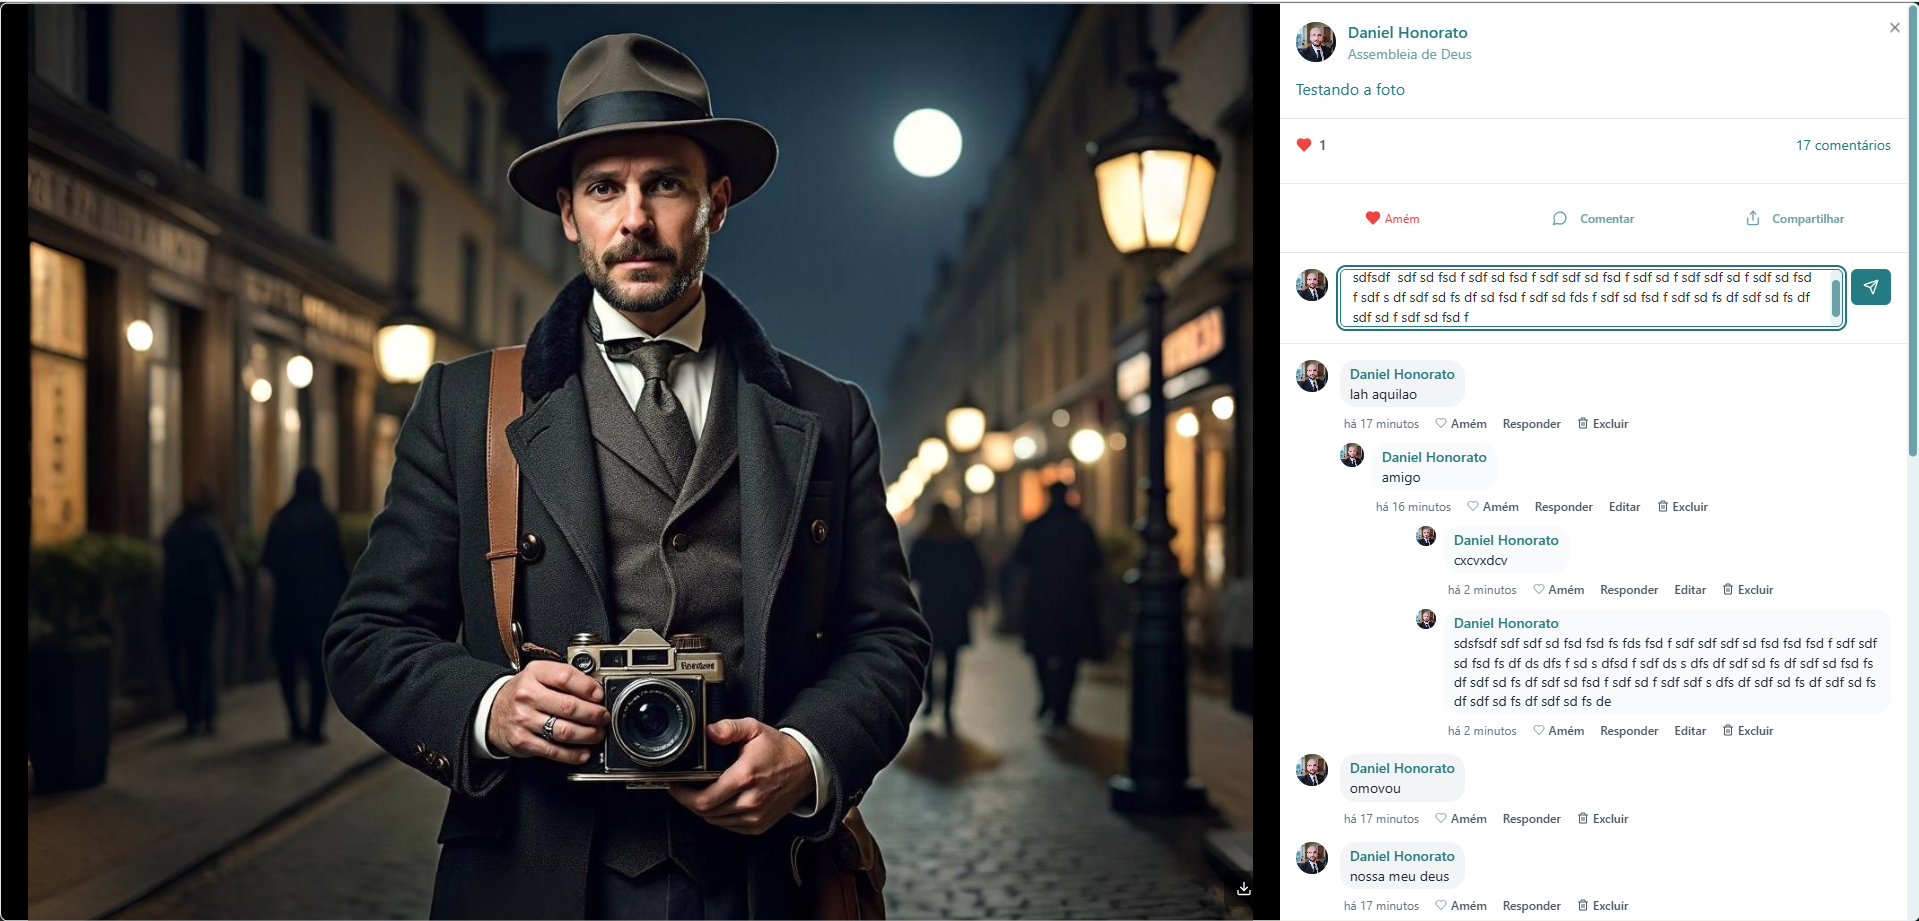 Daniel Honorato
Assembleia de Deus
Testando a foto
1
17 comentários
Amém Comentar Compartilhar
sdfsdf  sdf sd fsd f sdf sd fsd f sdf sdf sd fsd f sdf sd f sdf sdf sd f sdf sd fsd
f sdf s df sdf sd fs df sd fsd f sdf sd fds f sdf sd fsd f sdf sd fs df sdf sd fs df
sdf sd f sdf sd fsd f
Daniel Honorato
lah aquilao
há 17 minutos Amém Responder Excluir
Daniel Honorato
amigo
há 16 minutos Amém Responder Editar Excluir
Daniel Honorato
cxcvxdcv
há 2 minutos Amém Responder Editar Excluir
Daniel Honorato
sdsfsdf sdf sdf sd fsd fsd fs fds fsd f sdf sdf sdf sd fsd fsd fsd f sdf sdf
sd fsd fs df ds dfs f sd s dfsd f sdf ds s dfs df sdf sd fs df sdf sd fsd fs
df sdf sd fs df sdf sd fsd f sdf sd f sdf sdf s dfs df sdf sd fs df sdf sd fs
df sdf sd fs df sdf sd fs de
há 2 minutos Amém Responder Editar Excluir
Daniel Honorato
omovou
há 17 minutos Amém Responder Excluir
Daniel Honorato
nossa meu deus
há 17 minutos Amém Responder Excluir